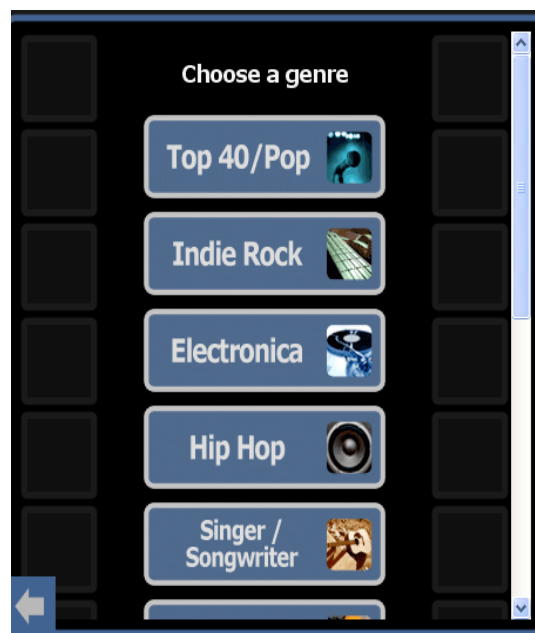 Choose a genre
Top 40/Pop
Indie Rock
Electronica
Hip Hop
Singer /
Songwriter